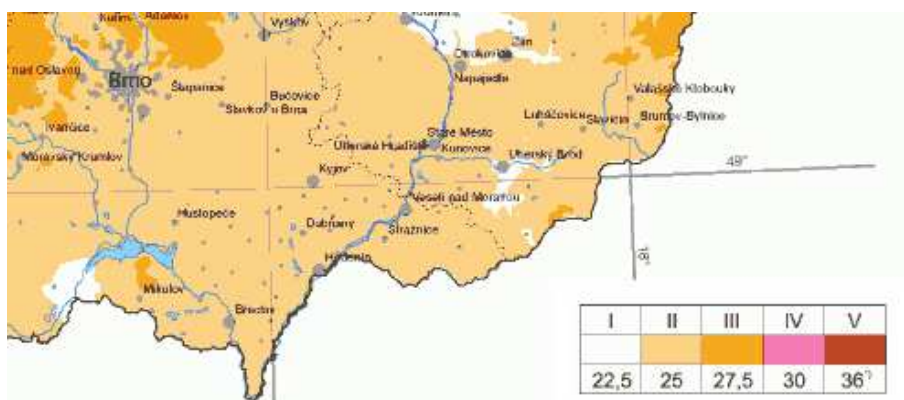 Vyškov
Otrokovice
nad Oslavou
Brno
Šlapanice
Bučovice
Slavkov u Brna
Napajedla
Valašské Klobouky
Luhačovice
Slavičín
Brumov-Bylnice
Ivančice
Moravský Krumlov
Staré Město
Uherské Hradiště
Kunovice
Uherský Brod
49°
Kyjov
Veselí nad Moravou
Hustopeče
Dubňany
Strážnice
18°
Hodonín
Mikulov
Břeclav
I II III IV V
22,5 25 27,5 30 36